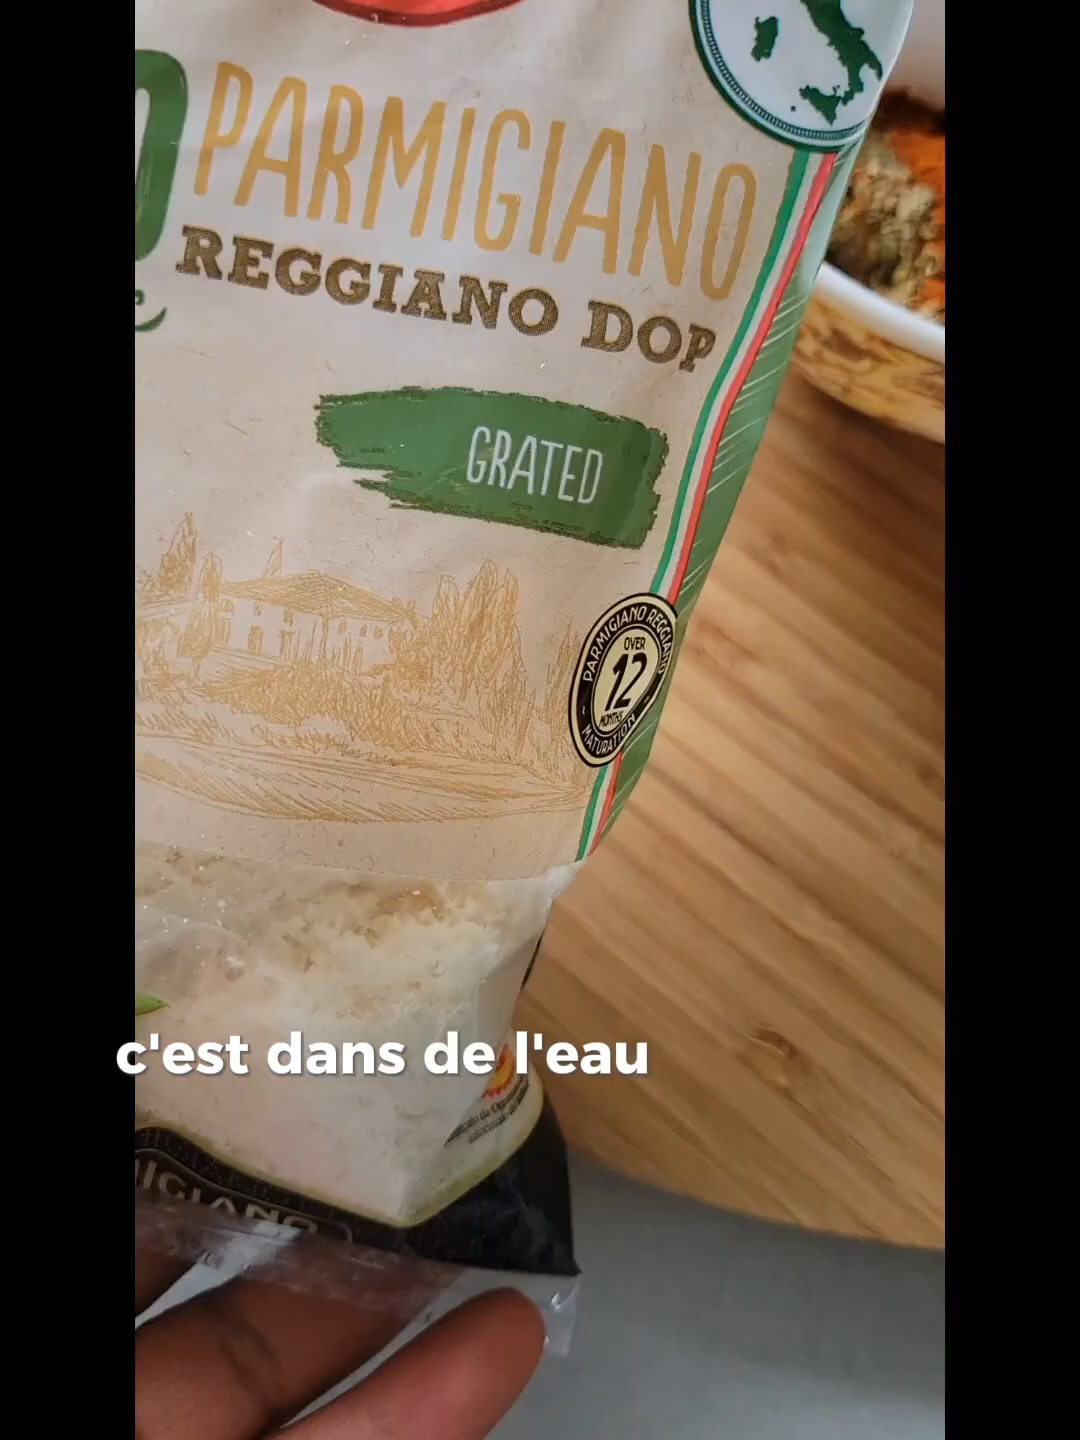 PARMIGIANO
REGGIANO DOP
GRATED
PARMIGIANO REGGIANO
OVER
12
MONTHS
MATURATION
c'est dans de l'eau